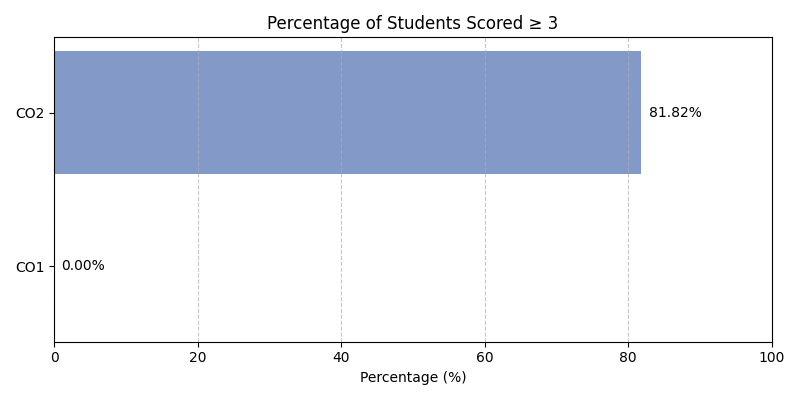 Percentage of Students Scored ≥ 3
CO2
81.82%
CO1
0.00%
0 20 40 60 80 100
Percentage (%)